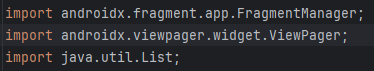 import androidx.fragment.app.FragmentManager;
import androidx.viewpager.widget.ViewPager;
import java.util.List;